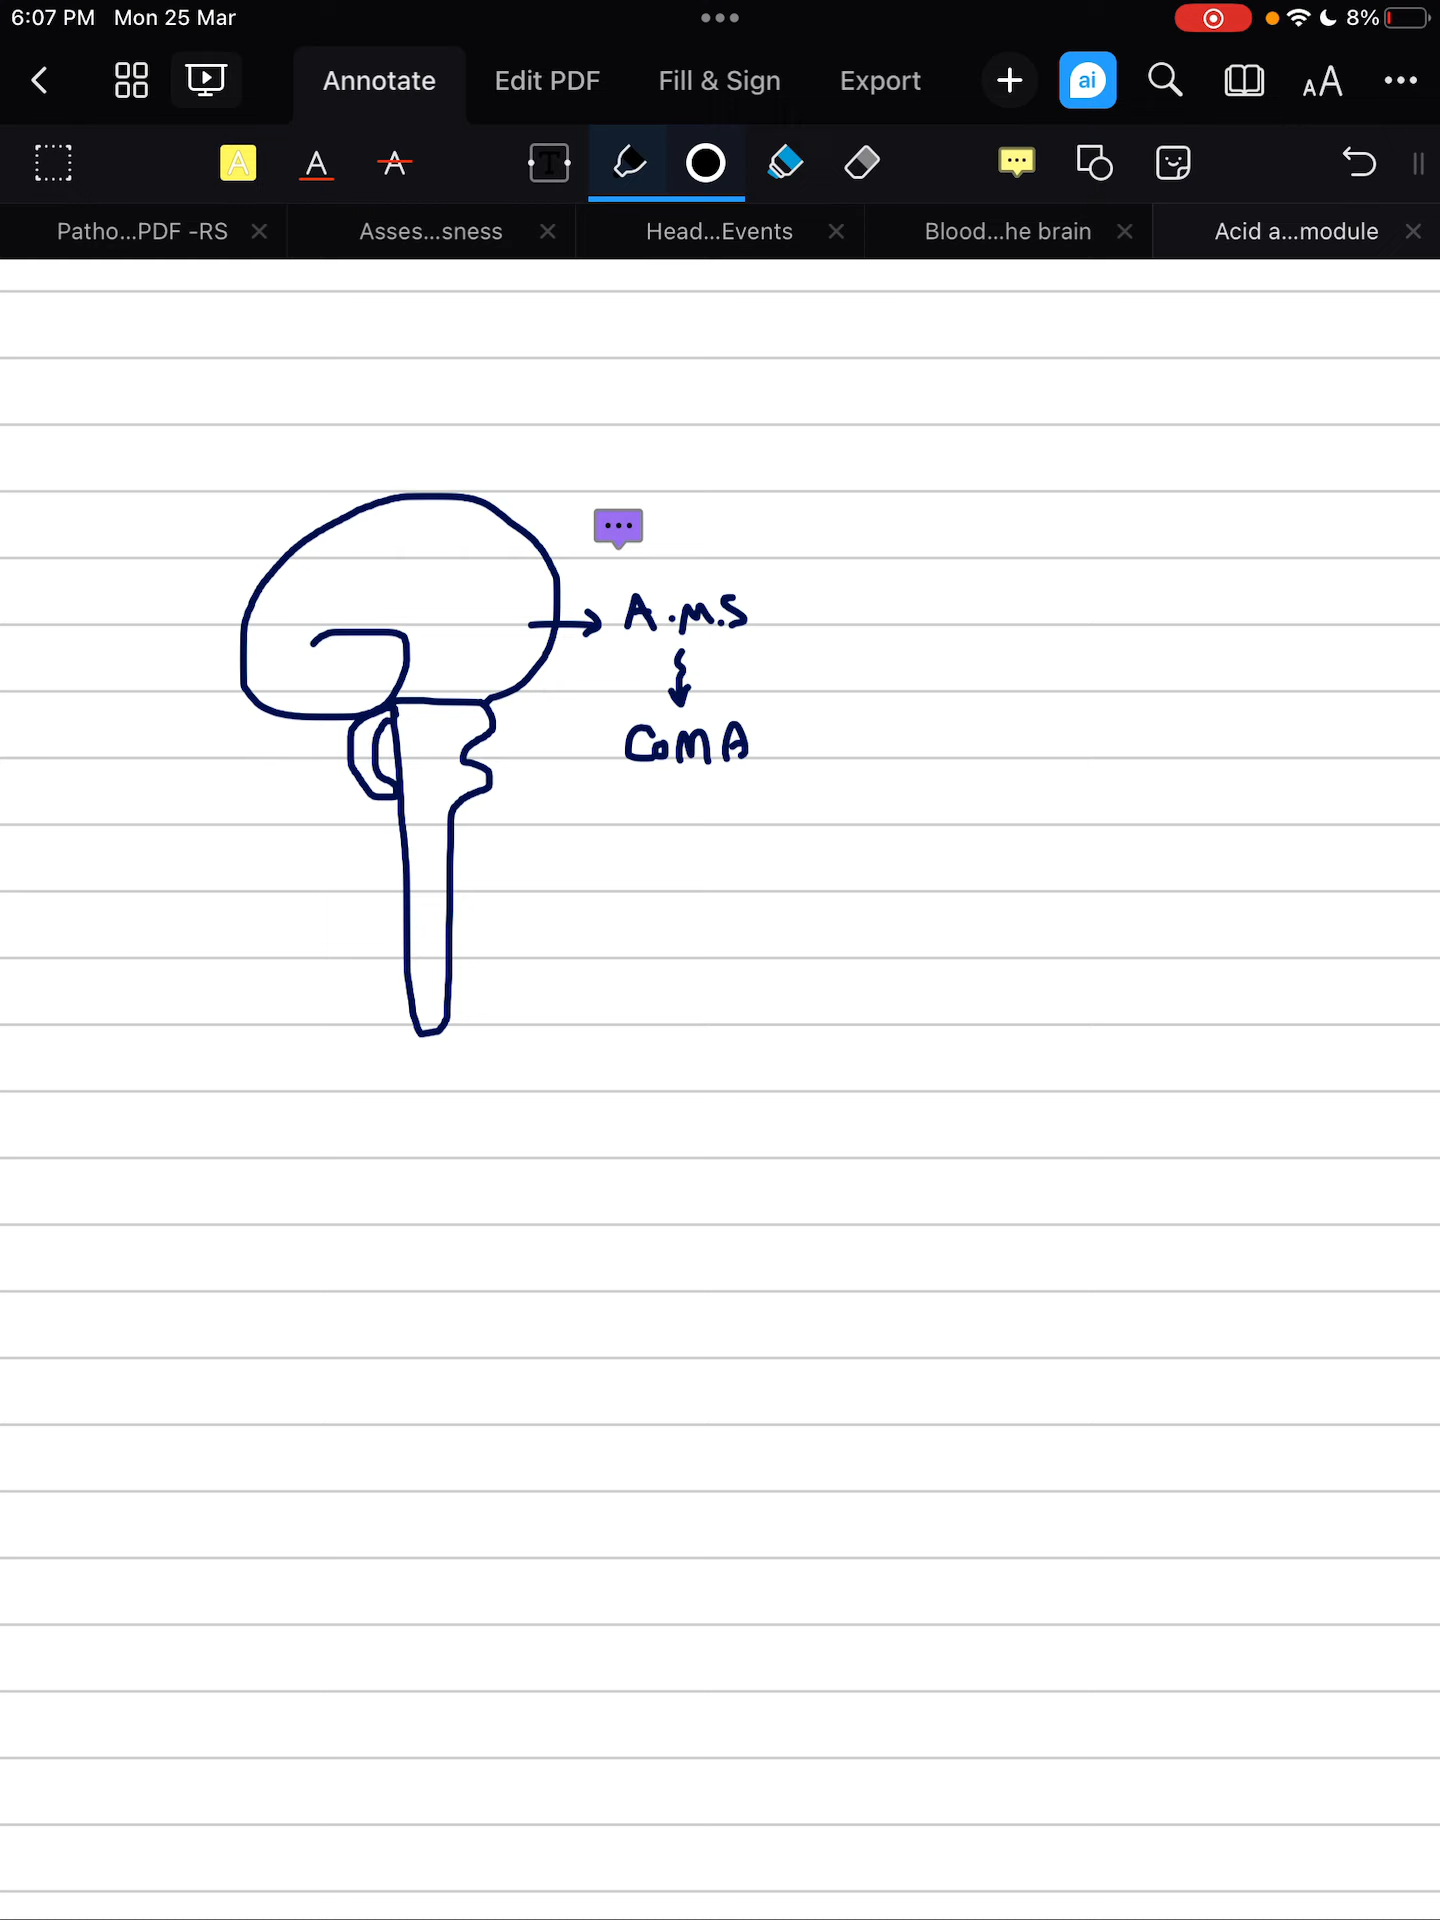 6:07 PM Mon 25 Mar 8%
Annotate Edit PDF Fill & Sign Export ai AA
A A A T
Patho...PDF -RS Asses...sness Head...Events Blood...he brain Acid a...module
A.M.S
CoMA